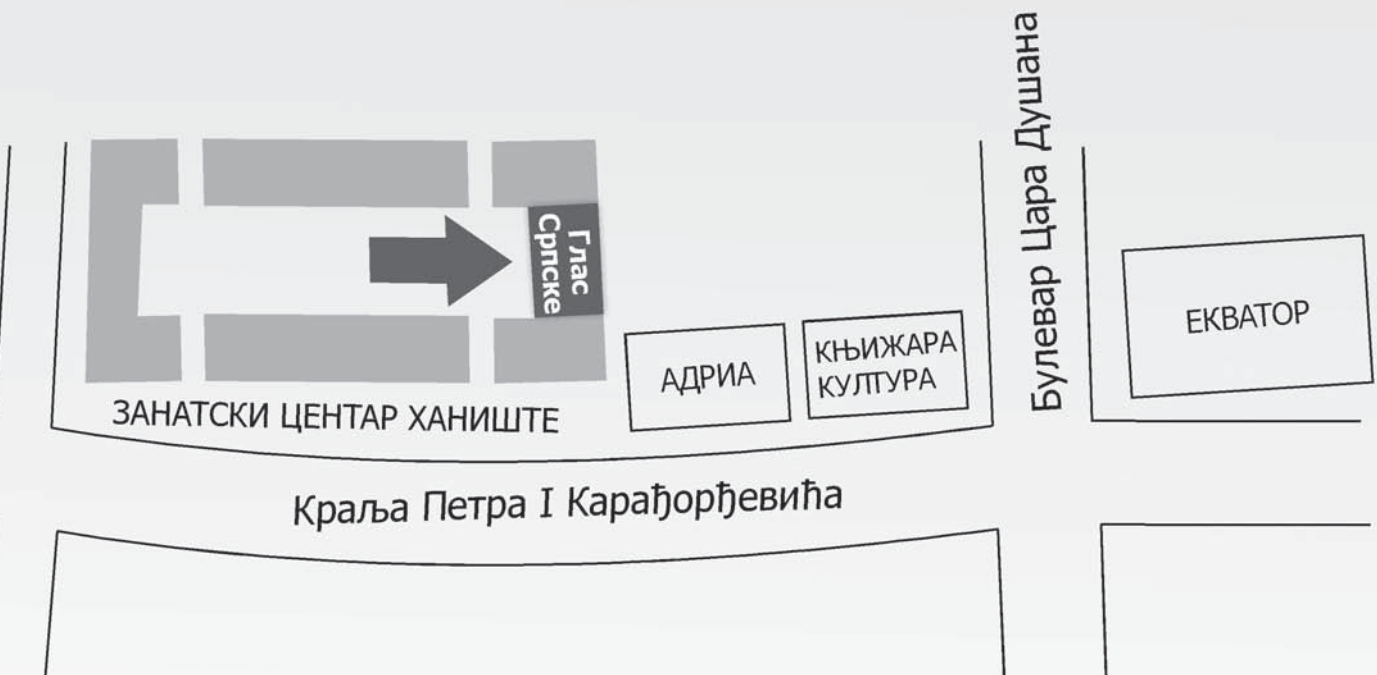 Булевар Цара Душана
Глас
Српске
ЕКВАТОР
АДРИА
КЊИЖАРА
КУЛТУРА
ЗАНАТСКИ ЦЕНТАР ХАНИШТЕ
Краља Петра I Карађорђевића